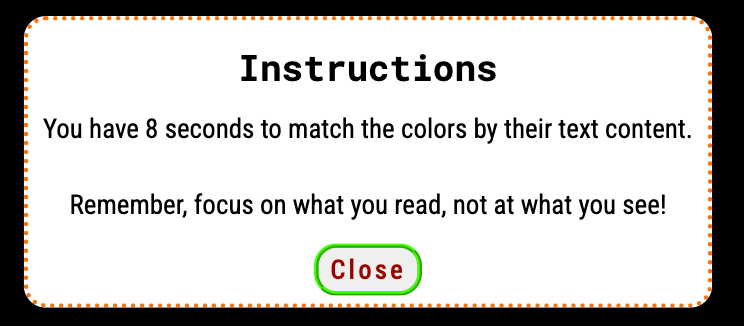 Instructions
You have 8 seconds to match the colors by their text content.
Remember, focus on what you read, not at what you see!
Close